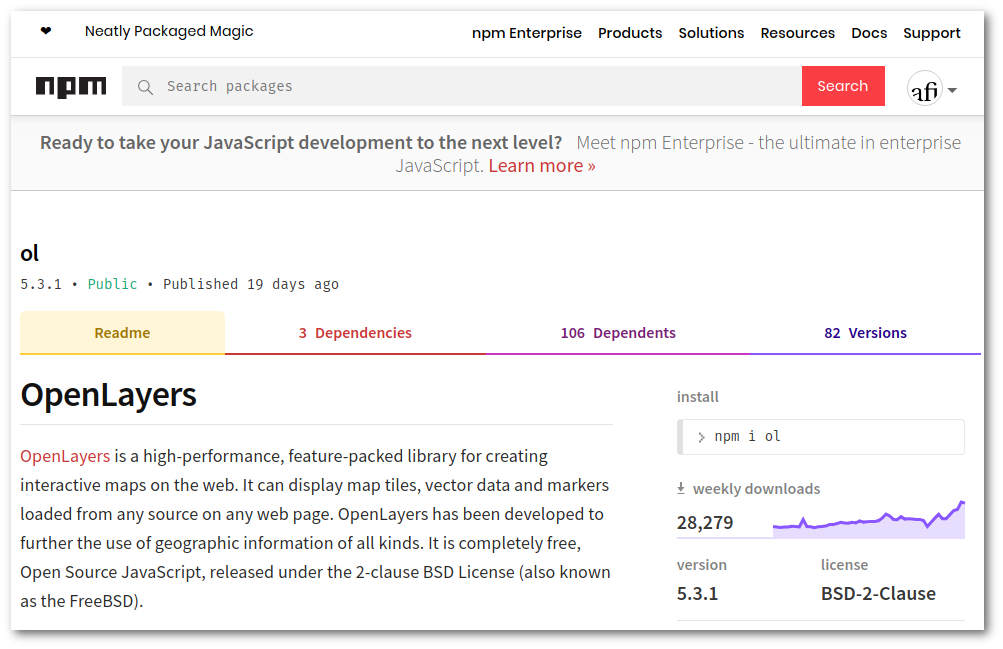 ❤ Neatly Packaged Magic npm Enterprise Products Solutions Resources Docs Support
npm Search packages Search afi
Ready to take your JavaScript development to the next level? Meet npm Enterprise - the ultimate in enterprise
JavaScript. Learn more »
ol
5.3.1 • Public • Published 19 days ago
Readme 3 Dependencies 106 Dependents 82 Versions
OpenLayers
OpenLayers is a high-performance, feature-packed library for creating
interactive maps on the web. It can display map tiles, vector data and markers
loaded from any source on any web page. OpenLayers has been developed to
further the use of geographic information of all kinds. It is completely free,
Open Source JavaScript, released under the 2-clause BSD License (also known
as the FreeBSD).
install
> npm i ol
weekly downloads
28,279
version license
5.3.1 BSD-2-Clause